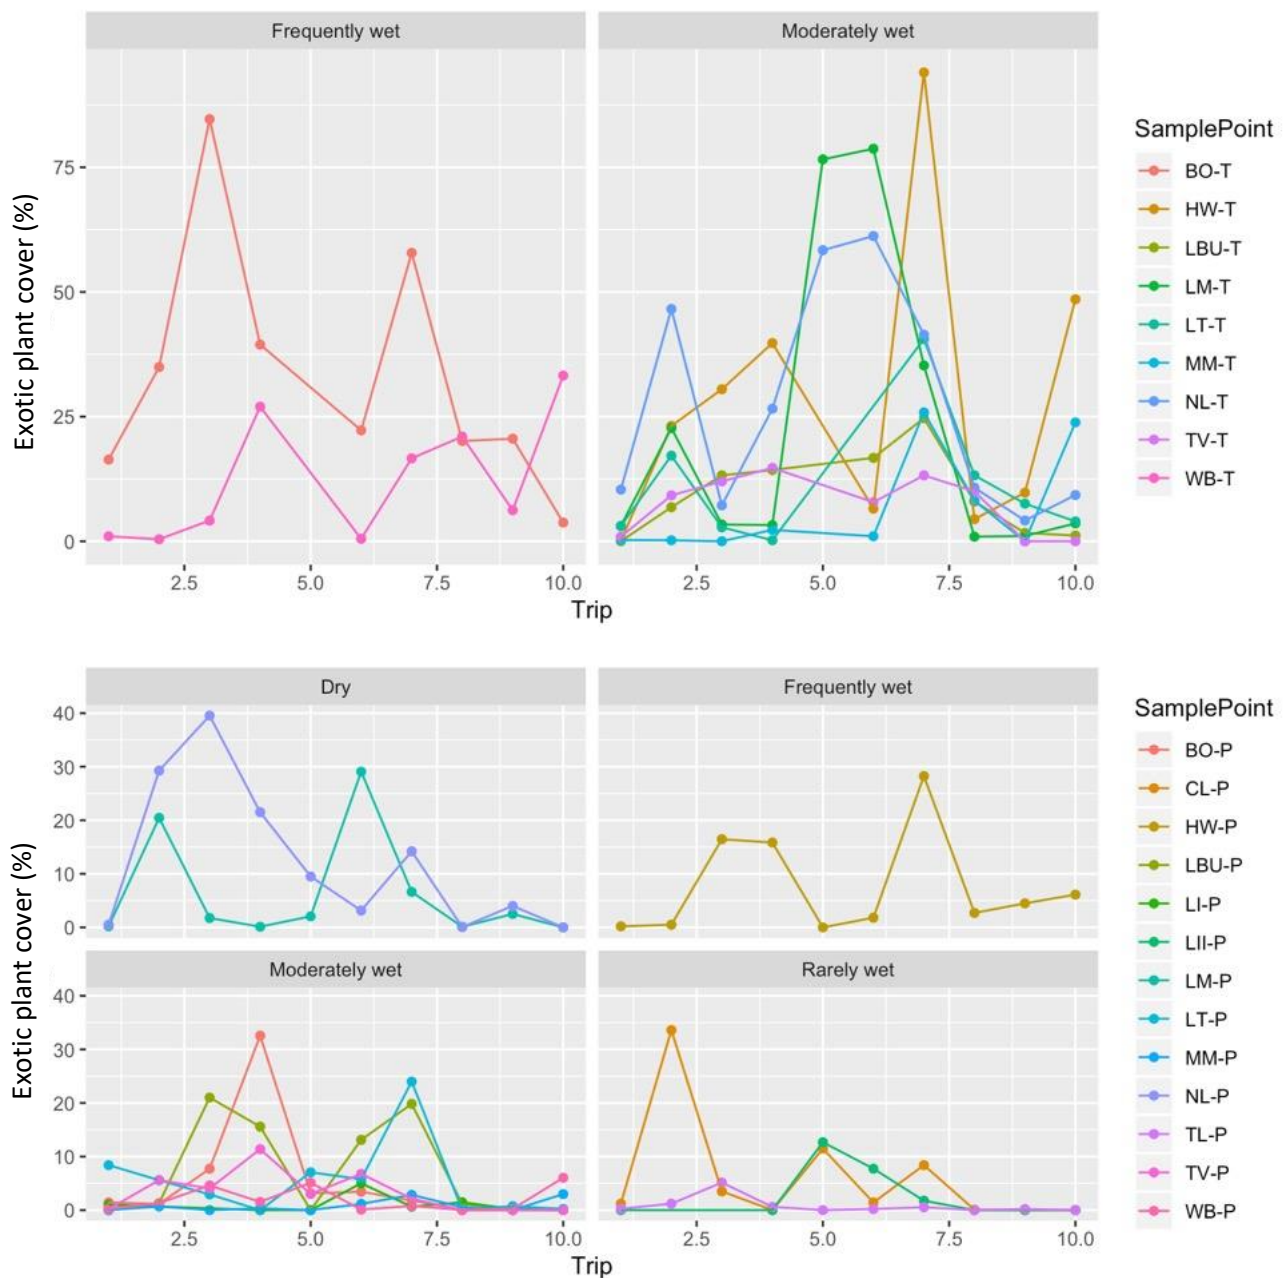 Frequently wet
Moderately wet
Exotic plant cover (%)
75
50
25
0
2.5 5.0 7.5 10.0
2.5 5.0 7.5 10.0
Trip
SamplePoint
BO-T
HW-T
LBU-T
LM-T
LT-T
MM-T
NL-T
TV-T
WB-T
Dry
Frequently wet
Exotic plant cover (%)
40
30
20
10
0
Moderately wet
Rarely wet
40
30
20
10
0
2.5 5.0 7.5 10.0
2.5 5.0 7.5 10.0
Trip
SamplePoint
BO-P
CL-P
HW-P
LBU-P
LI-P
LII-P
LM-P
LT-P
MM-P
NL-P
TL-P
TV-P
WB-P